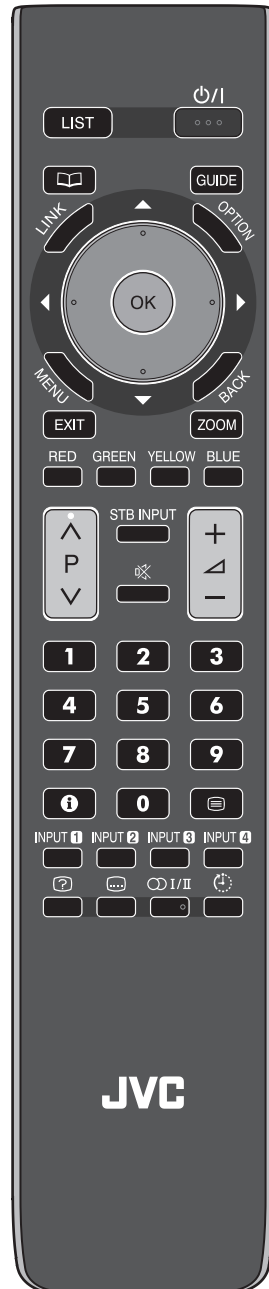 ⏻/I
LIST
GUIDE
LINK
OPTION
OK
MENU
BACK
EXIT
ZOOM
RED GREEN YELLOW BLUE
STB INPUT
P
+
−
1 2 3
4 5 6
7 8 9
i 0
INPUT 1 INPUT 2 INPUT 3 INPUT 4
? I/II
JVC